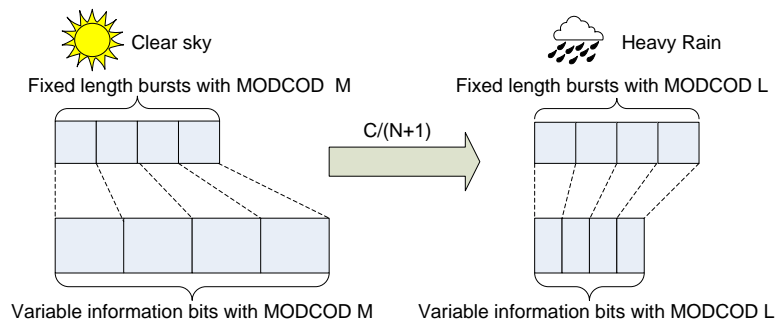 Clear sky
Heavy Rain
Fixed length bursts with MODCOD M
Fixed length bursts with MODCOD L
C/(N+1)
Variable information bits with MODCOD M
Variable information bits with MODCOD L